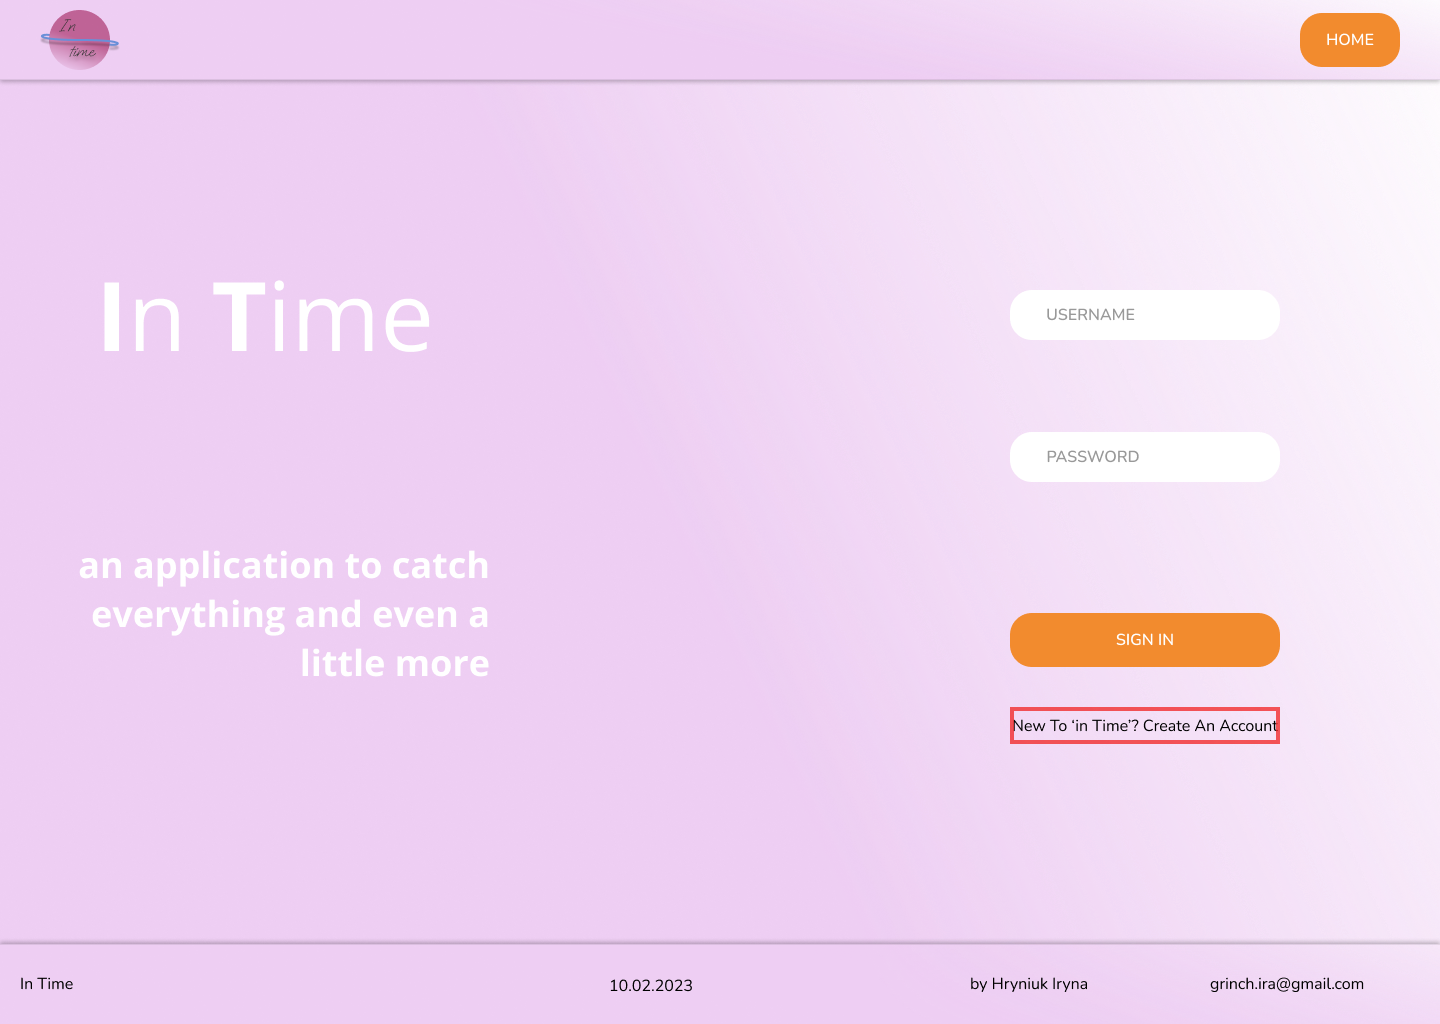 In
time
HOME
In Time
an application to catch
everything and even a
little more
USERNAME
PASSWORD
SIGN IN
New To ‘in Time’? Create An Account
In Time
10.02.2023
by Hryniuk Iryna
grinch.ira@gmail.com